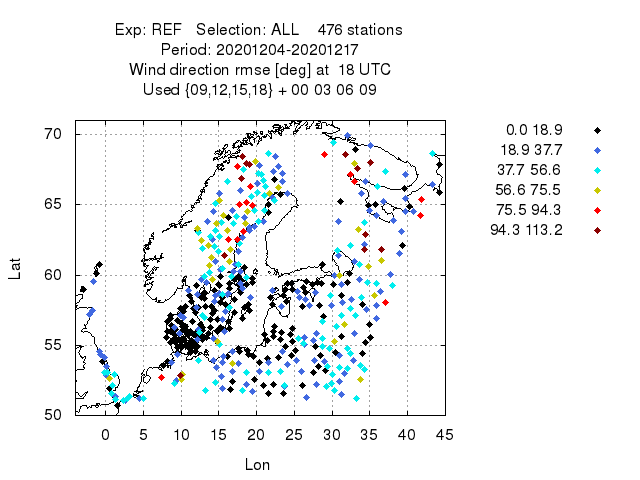 Exp: REF Selection: ALL 476 stations
Period: 20201204-20201217
Wind direction rmse [deg] at 18 UTC
Used {09,12,15,18} + 00 03 06 09
0.0 18.9
18.9 37.7
37.7 56.6
56.6 75.5
75.5 94.3
94.3 113.2
70
65
60
55
50
Lat
0 5 10 15 20 25 30 35 40 45
Lon